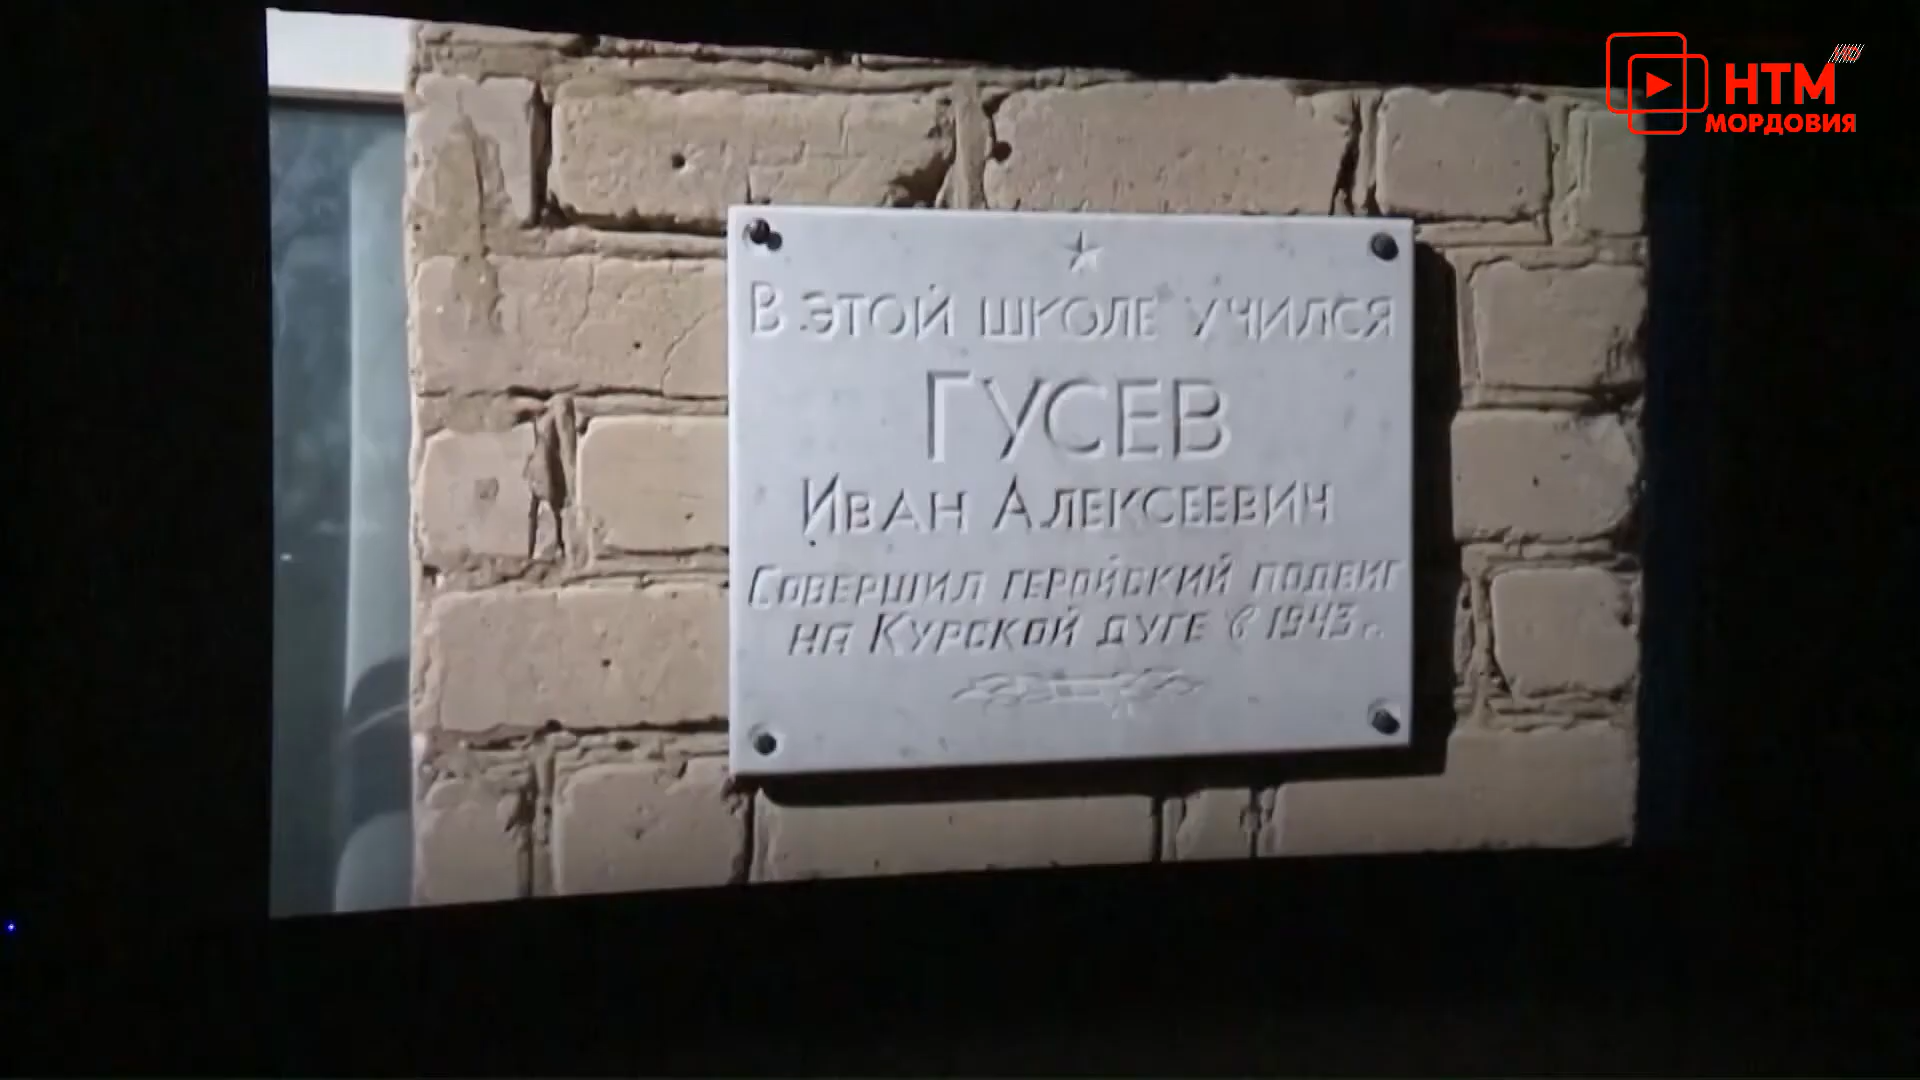 НТМ
МОРДОВИЯ
В ЭТОЙ ШКОЛЕ УЧИЛСЯ
ГУСЕВ
ИВАН АЛЕКСЕЕВИЧ
СОВЕРШИЛ ГЕРОЙСКИЙ ПОДВИГ
НА КУРСКОЙ ДУГЕ в 1943 г.